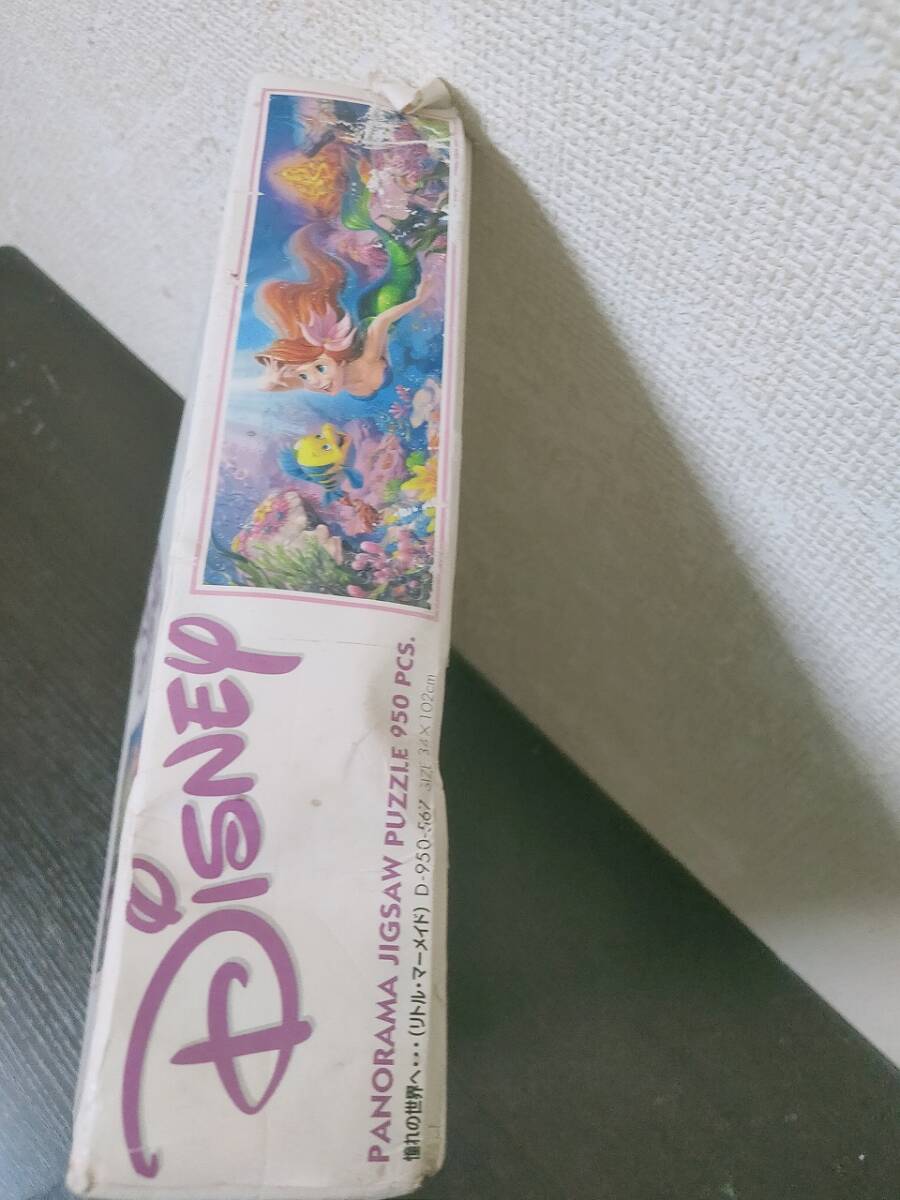 Disney
PANORAMA JIGSAW PUZZLE 950 PCS.
憧れの世界へ・・・(リトル・マーメイド) D-950-567 SIZE 34×102cm